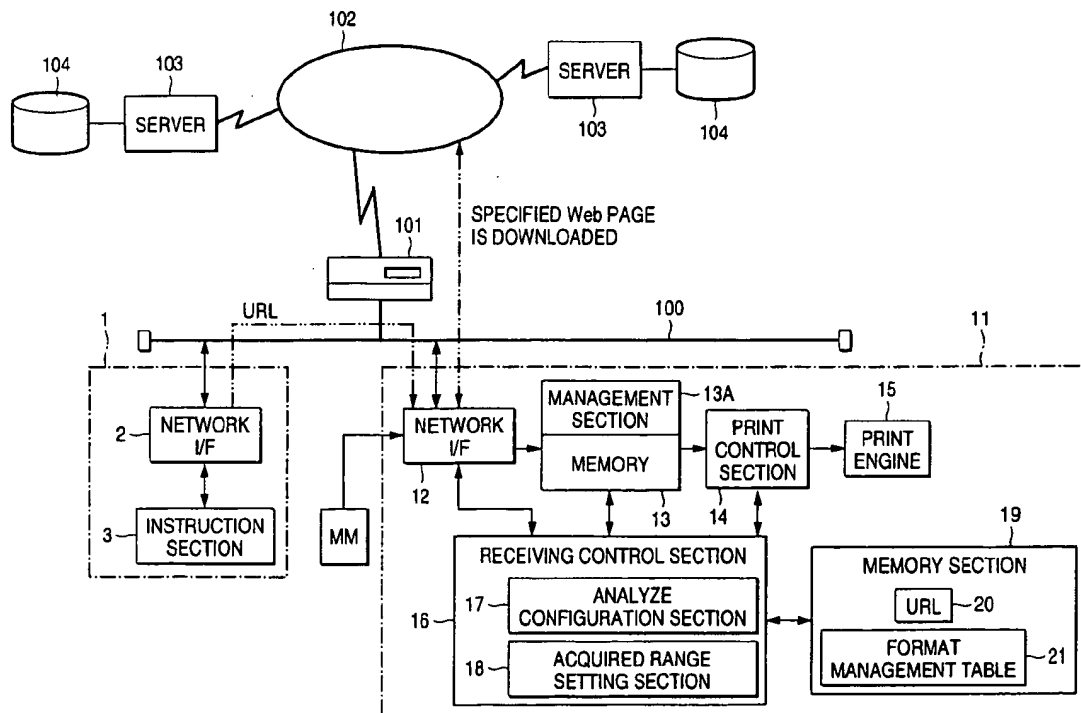 102
104
103
SERVER
SERVER
103
104
SPECIFIED Web PAGE
IS DOWNLOADED
101
1
URL
100
11
2
NETWORK
I/F
3
INSTRUCTION
SECTION
NETWORK
I/F
12
MM
13A
MANAGEMENT
SECTION
MEMORY
13
PRINT
CONTROL
SECTION
14
15
PRINT
ENGINE
RECEIVING CONTROL SECTION
16
17
ANALYZE
CONFIGURATION SECTION
18
ACQUIRED RANGE
SETTING SECTION
19
MEMORY SECTION
URL
20
FORMAT
MANAGEMENT TABLE
21